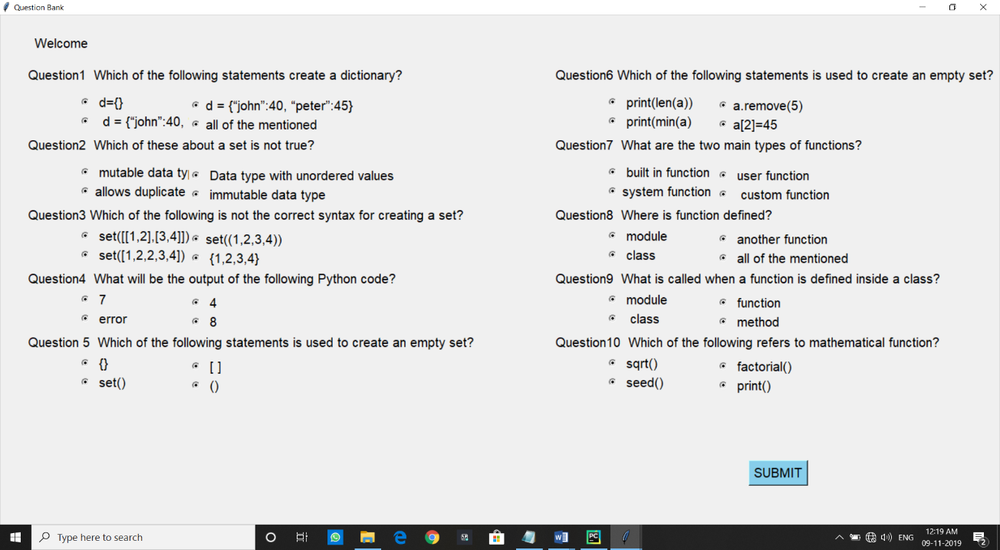 Question Bank
Welcome
Question1 Which of the following statements create a dictionary?
d={}
d = {“john”:40, “peter”:45}
d = {“john”:40,
all of the mentioned
Question2 Which of these about a set is not true?
mutable data ty
Data type with unordered values
allows duplicate
immutable data type
Question3 Which of the following is not the correct syntax for creating a set?
set([[1,2],[3,4]])
set((1,2,3,4))
set([1,2,2,3,4])
{1,2,3,4}
Question4 What will be the output of the following Python code?
7
4
error
8
Question 5 Which of the following statements is used to create an empty set?
{}
[ ]
set()
()
Question6 Which of the following statements is used to create an empty set?
print(len(a))
a.remove(5)
print(min(a)
a[2]=45
Question7 What are the two main types of functions?
built in function
user function
system function
custom function
Question8 Where is function defined?
module
another function
class
all of the mentioned
Question9 What is called when a function is defined inside a class?
module
function
class
method
Question10 Which of the following refers to mathematical function?
sqrt()
factorial()
seed()
print()
SUBMIT
Type here to search
ENG
12:19 AM
09-11-2019
2